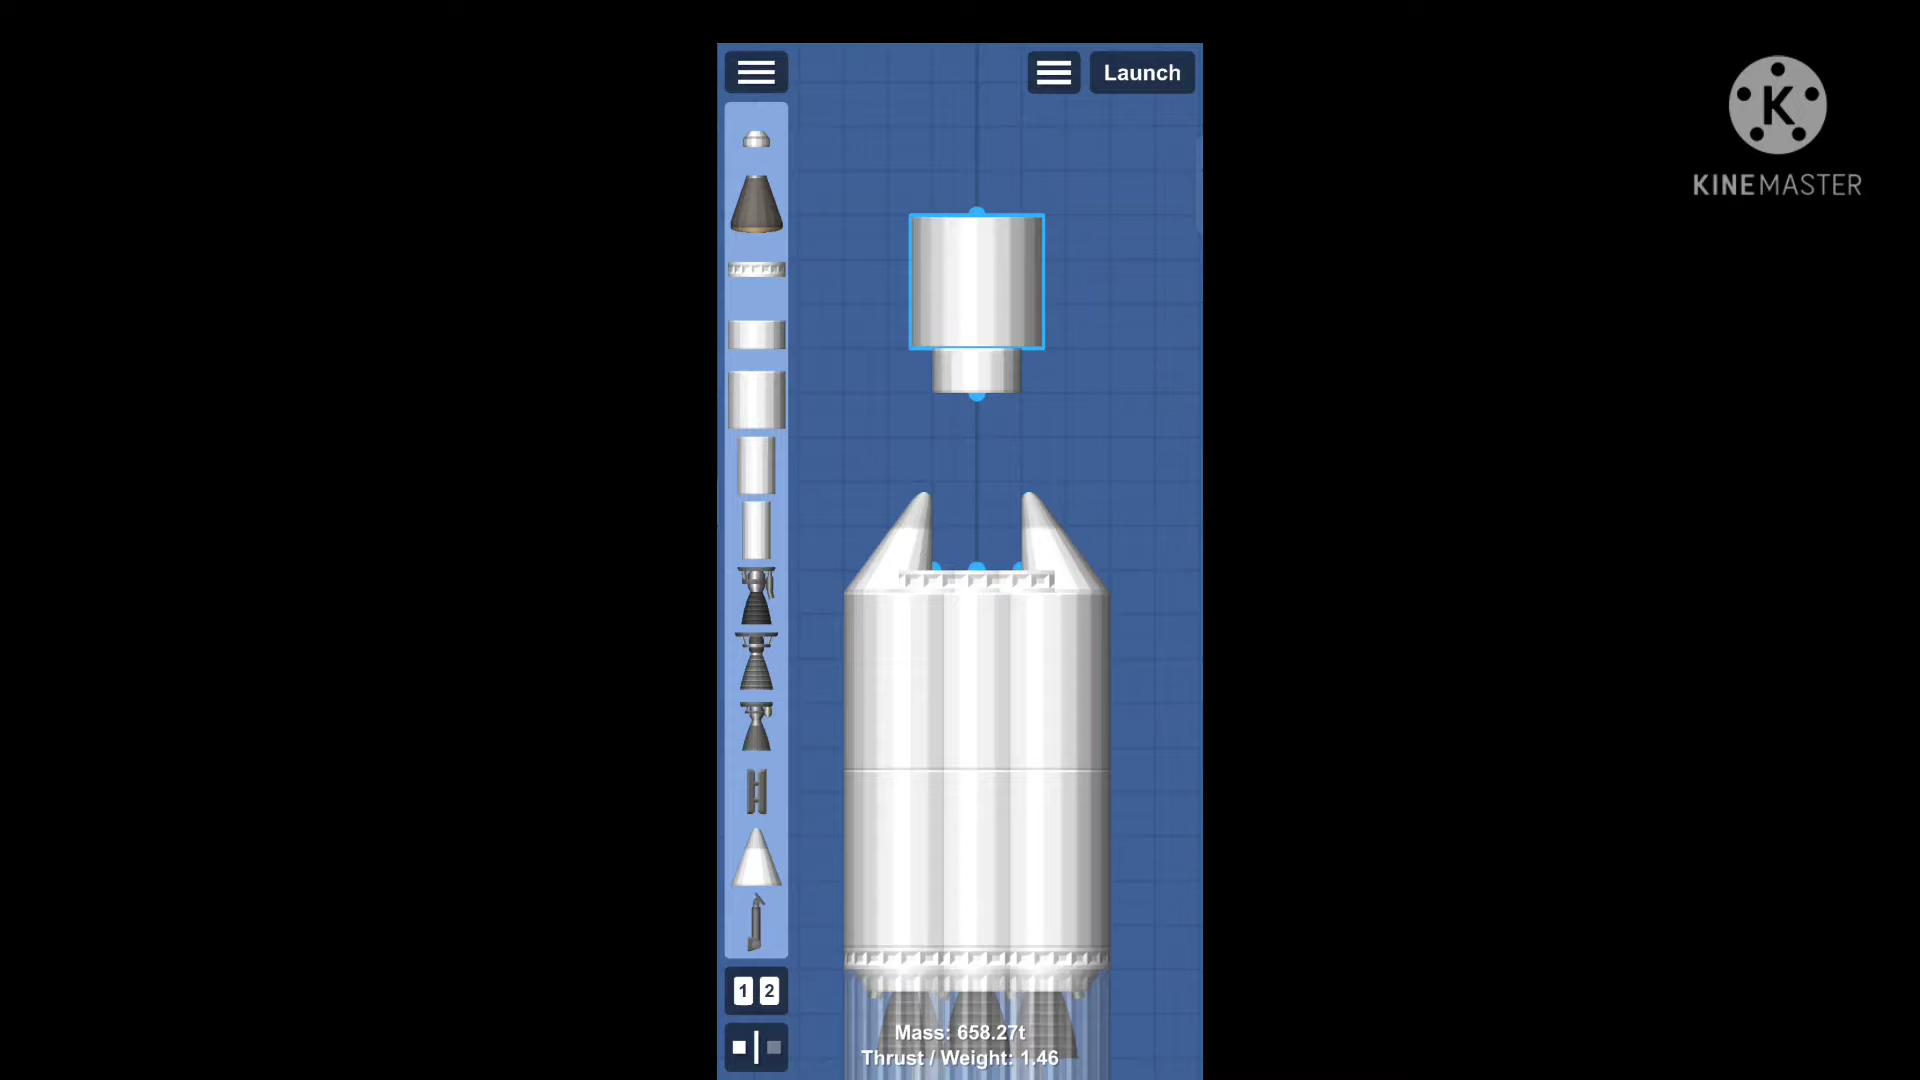 Launch
K
KINEMASTER
1 2
Mass: 658.27t
Thrust / Weight: 1.46